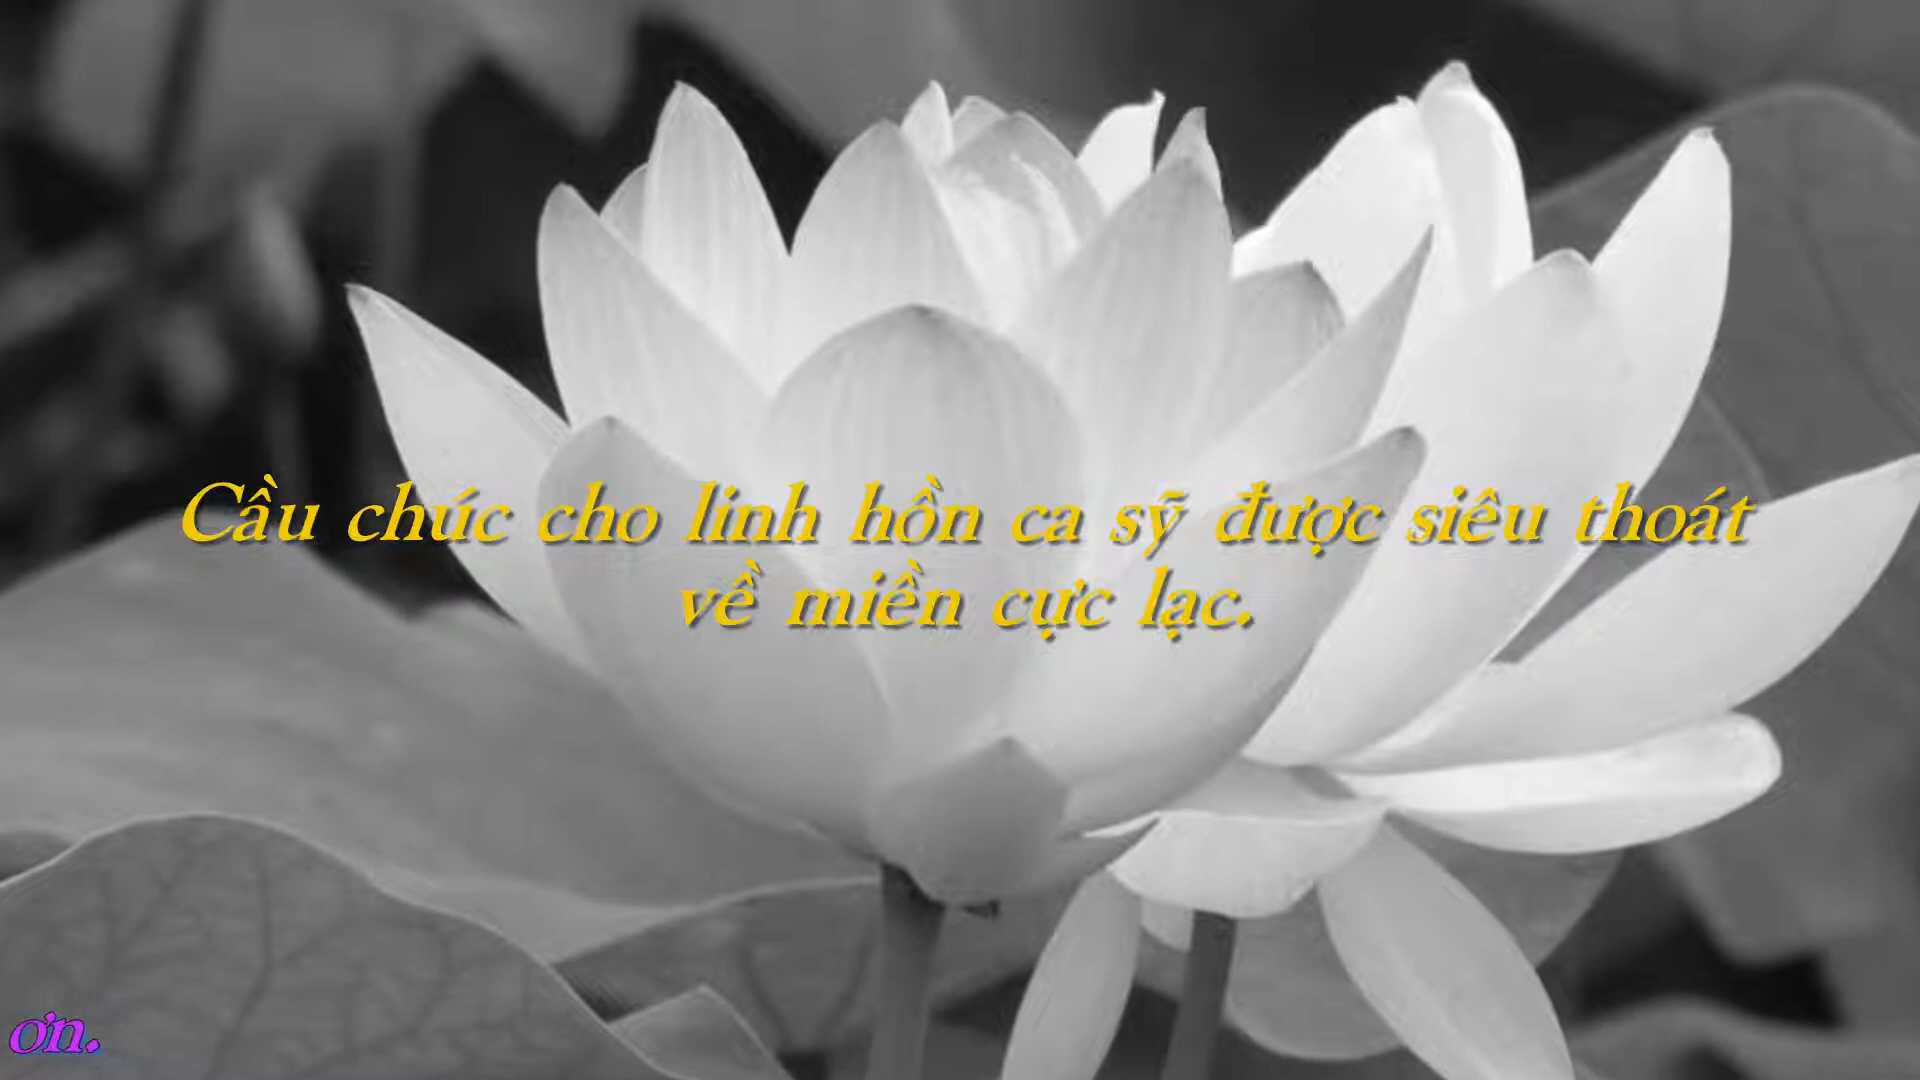 Cầu chúc cho linh hồn ca sỹ được siêu thoát
về miền cực lạc.
ơn.